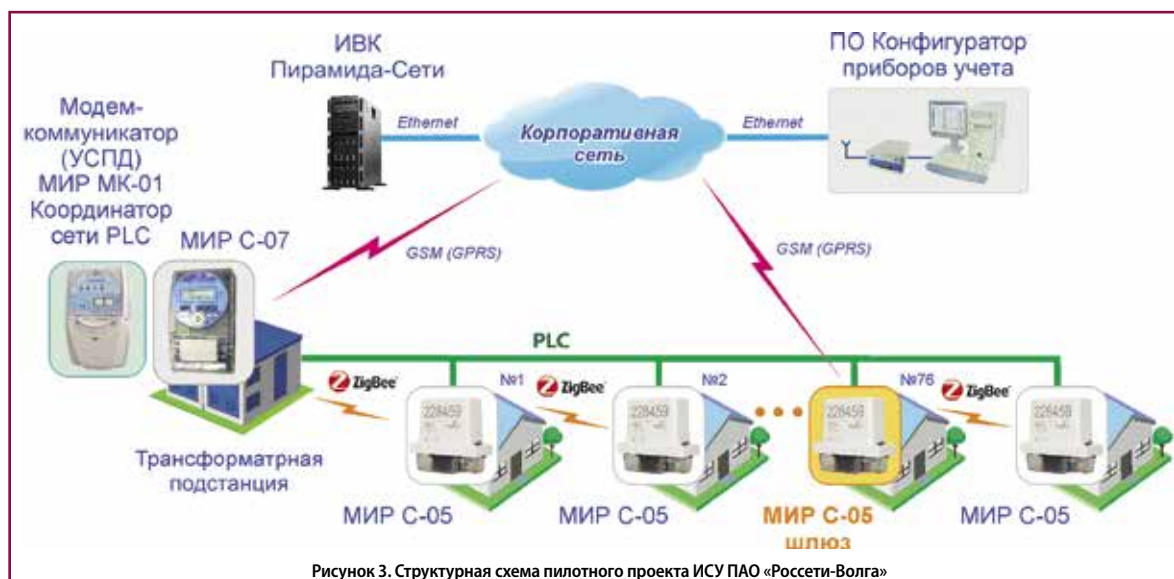 ИВК
Пирамида-Сети
ПО Конфигуратор
приборов учета
Модем-
коммуникатор
(УСПД)
МИР МК-01
Координатор
сети PLC
Ethernet
Корпоративная
сеть
Ethernet
МИР С-07
GSM (GPRS)
GSM (GPRS)
PLC
ZigBee
№1
ZigBee
№2
№76
ZigBee
228459
228459
228459
228459
Трансформатрная
подстанция
МИР С-05
МИР С-05
МИР С-05
шлюз
МИР С-05
Рисунок 3. Структурная схема пилотного проекта ИСУ ПАО «Россети-Волга»